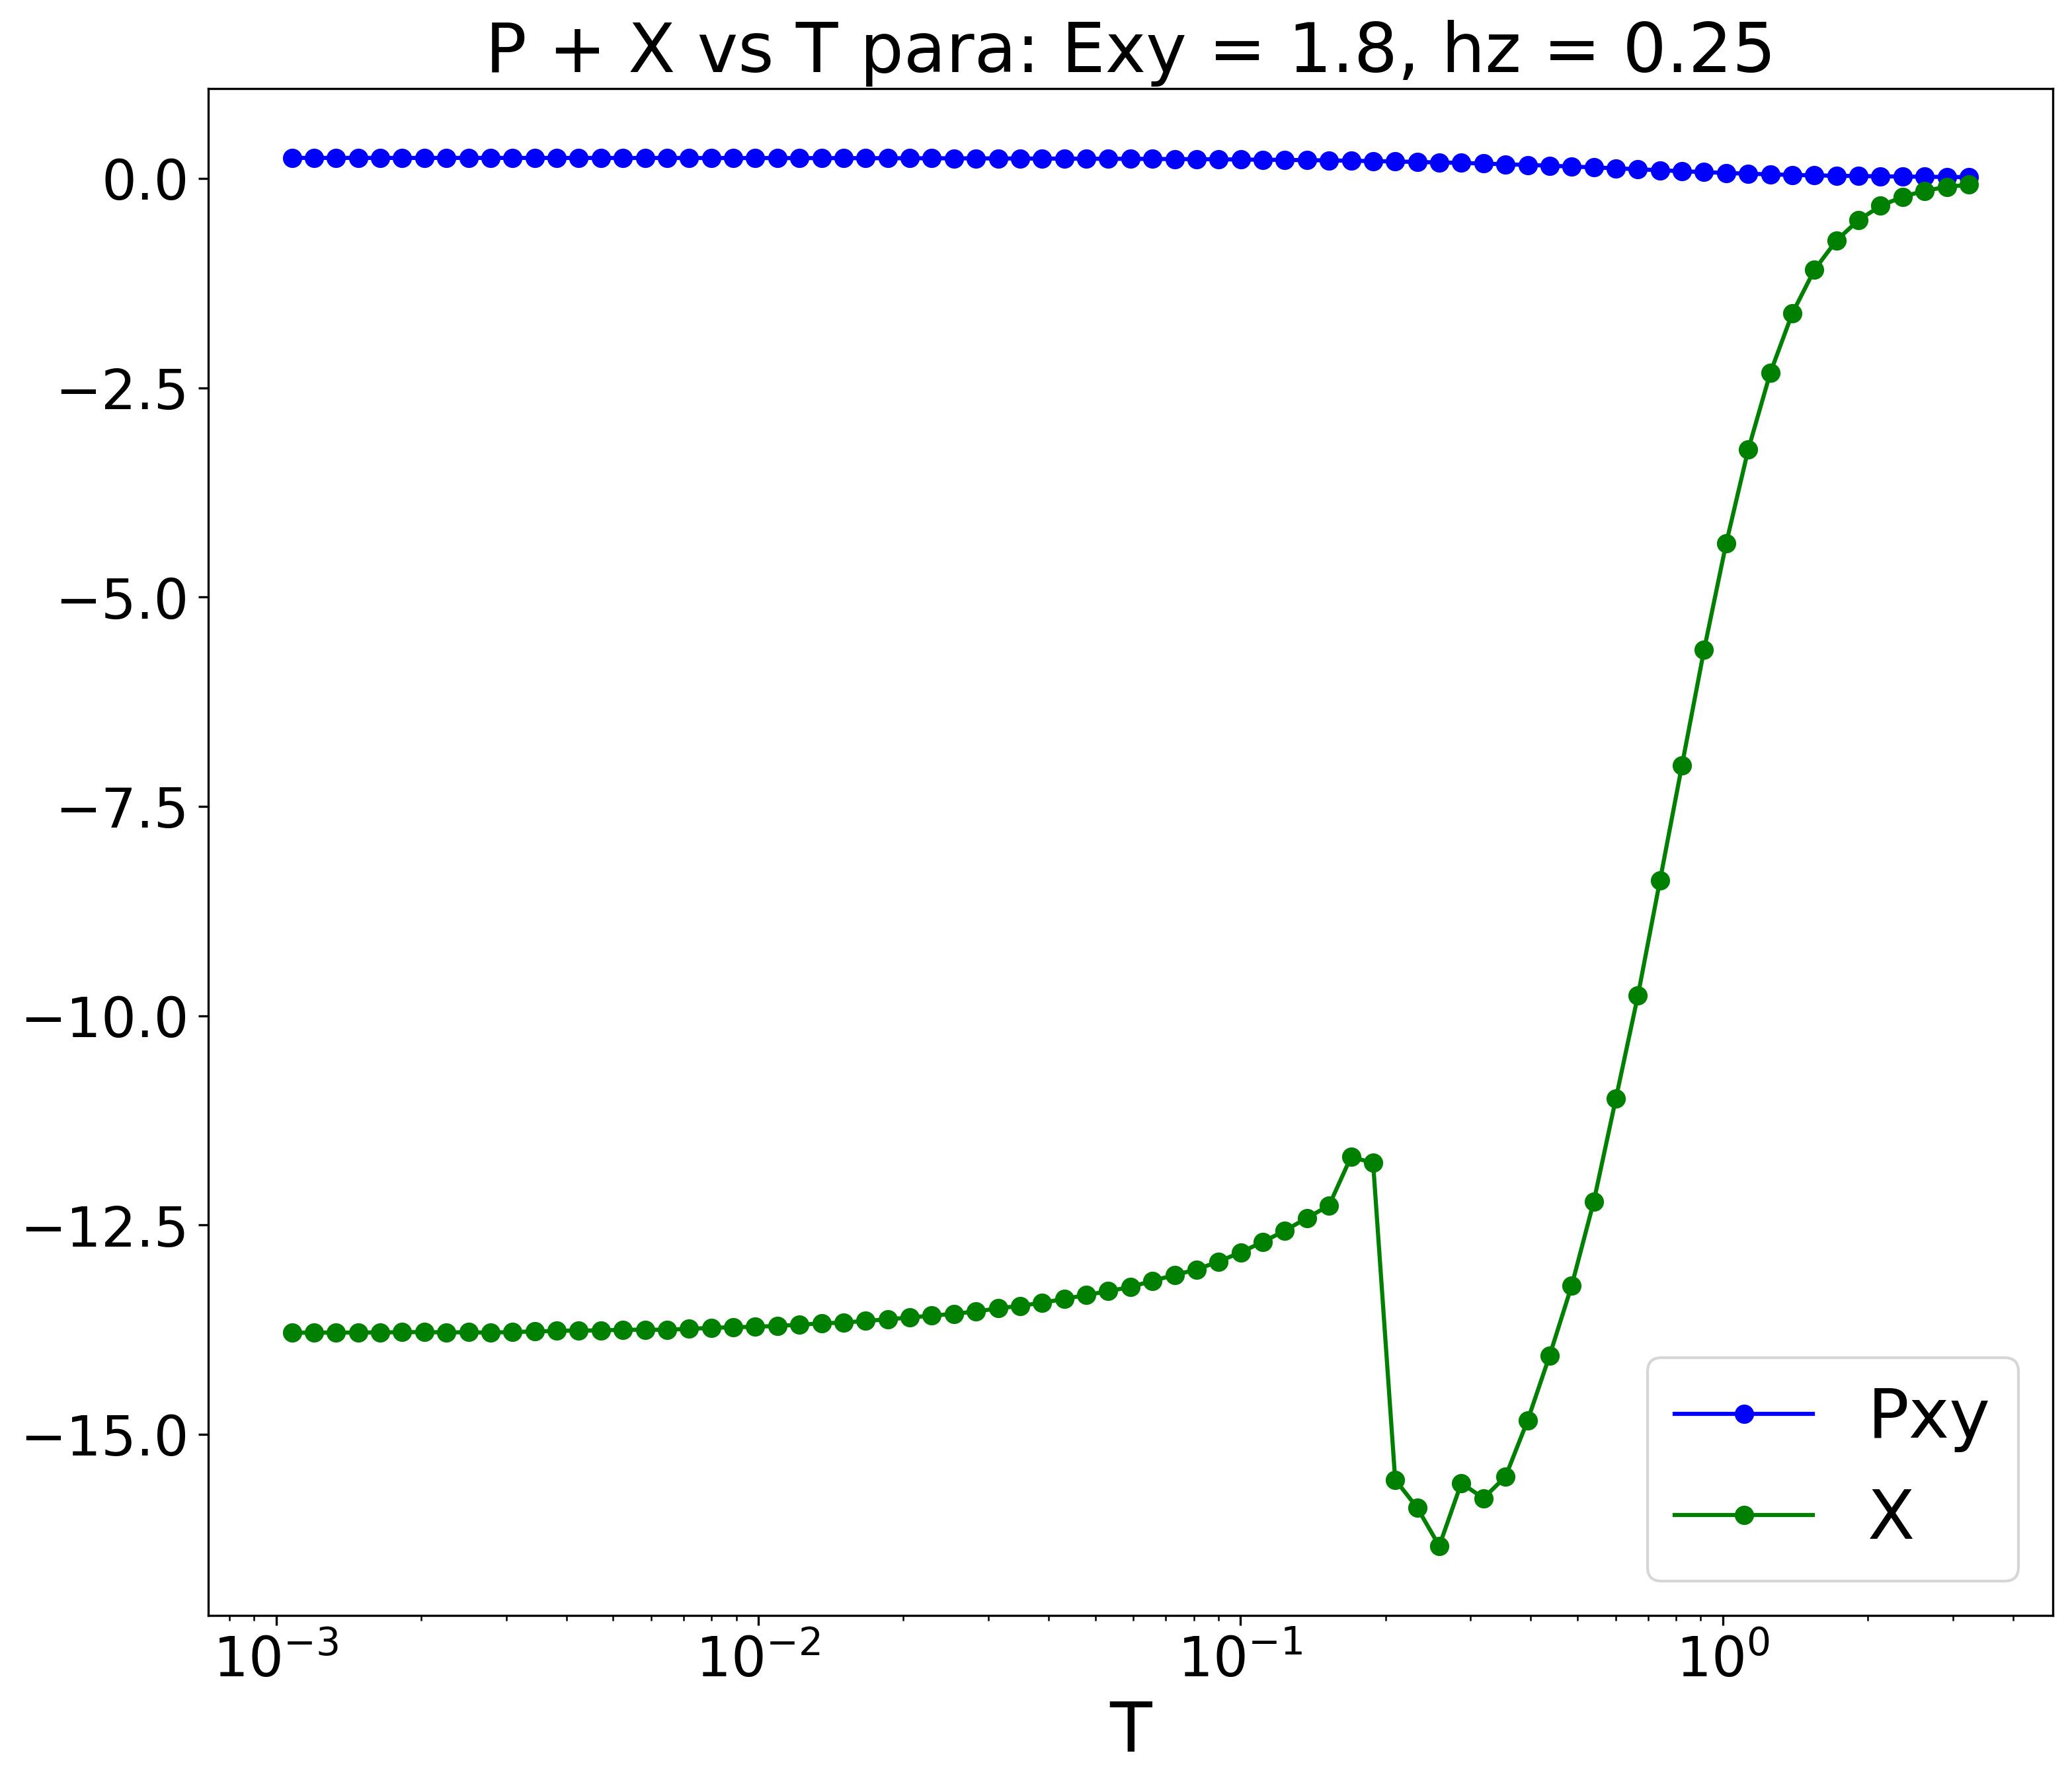 P + X vs T para: Exy = 1.8, hz = 0.25
0.0
−2.5
−5.0
−7.5
−10.0
−12.5
−15.0
Pxy
X
10⁻³ 10⁻² 10⁻¹ 10⁰
T